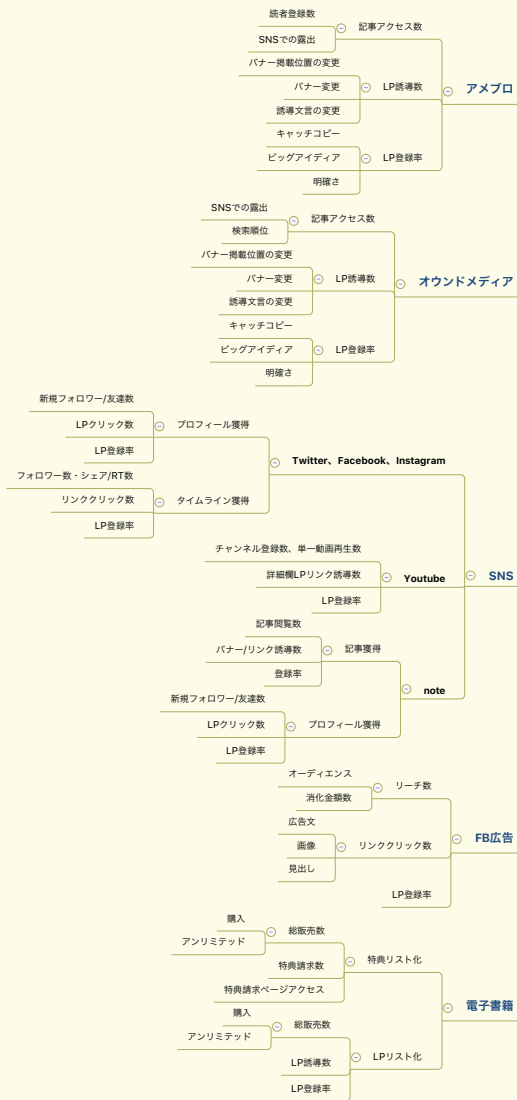 読者登録数
記事アクセス数
SNSでの露出
バナー掲載位置の変更
バナー変更
LP誘導数
アメブロ
誘導文言の変更
キャッチコピー
ビッグアイディア
LP登録率
明確さ
SNSでの露出
記事アクセス数
検索順位
バナー掲載位置の変更
バナー変更
LP誘導数
オウンドメディア
誘導文言の変更
キャッチコピー
ビッグアイディア
LP登録率
明確さ
新規フォロワー/友達数
LPクリック数
プロフィール獲得
LP登録率
Twitter、Facebook、Instagram
フォロワー数・シェア/RT数
リンククリック数
タイムライン獲得
LP登録率
チャンネル登録数、単一動画再生数
詳細欄LPリンク誘導数
Youtube
SNS
LP登録率
記事閲覧数
バナー/リンク誘導数
記事獲得
登録率
note
新規フォロワー/友達数
LPクリック数
プロフィール獲得
LP登録率
オーディエンス
リーチ数
消化金額数
広告文
画像
リンククリック数
FB広告
見出し
LP登録率
購入
総販売数
アンリミテッド
特典請求数
特典リスト化
特典請求ページアクセス
電子書籍
購入
総販売数
アンリミテッド
LP誘導数
LPリスト化
LP登録率